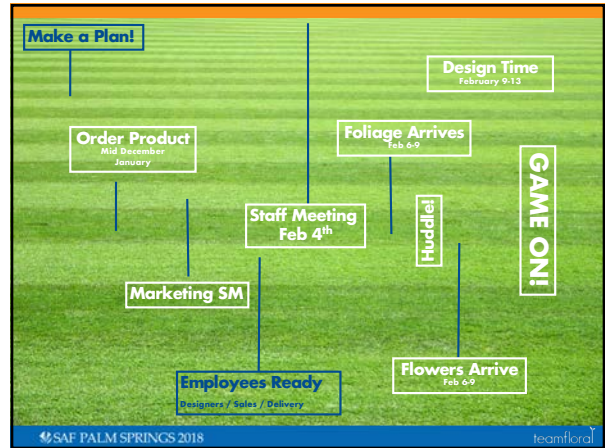 Make a Plan!
Design Time
February 9-13
Order Product
Mid December
January
Foliage Arrives
Feb 6-9
GAME ON!
Staff Meeting
Feb 4th
Huddle!
Marketing SM
Employees Ready
Designers / Sales / Delivery
Flowers Arrive
Feb 6-9
SAF PALM SPRINGS 2018
teamfloral